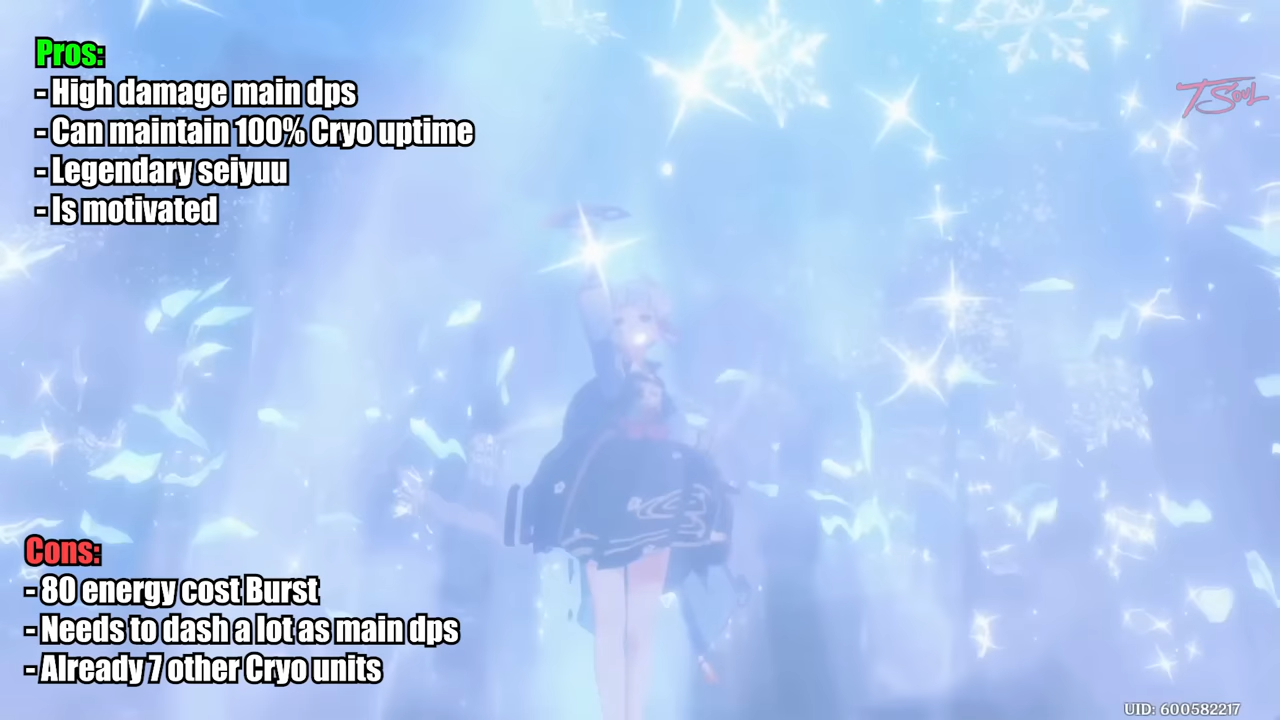 Pros:
- High damage main dps
- Can maintain 100% Cryo uptime
- Legendary seiyuu
- Is motivated
TSoul
Cons:
- 80 energy cost Burst
- Needs to dash a lot as main dps
- Already 7 other Cryo units
UID: 600582217